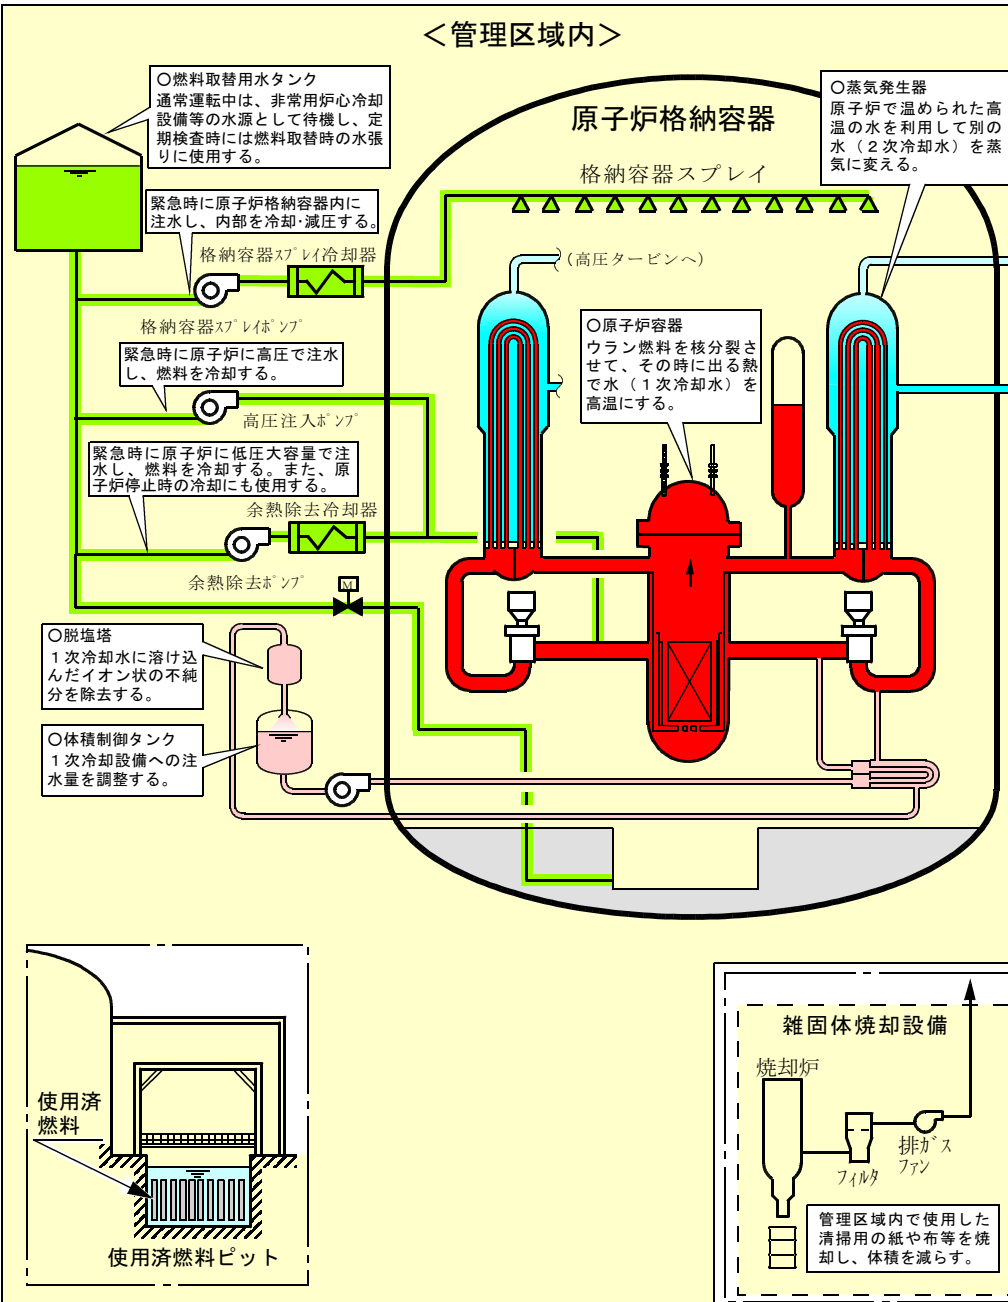 ＜管理区域内＞
○燃料取替用水タンク
通常運転中は、非常用炉心冷却
設備等の水源として待機し、定
期検査時には燃料取替時の水張
りに使用する。
○蒸気発生器
原子炉で温められた高
温の水を利用して別の
水（２次冷却水）を蒸
気に変える。
原子炉格納容器
格納容器スプレイ
緊急時に原子炉格納容器内に
注水し、内部を冷却･減圧する。
格納容器ｽﾌﾟﾚｲ冷却器
(高圧タービンへ)
格納容器ｽﾌﾟﾚｲﾎﾟﾝﾌﾟ
○原子炉容器
ウラン燃料を核分裂さ
せて、その時に出る熱
で水（１次冷却水）を
高温にする。
緊急時に原子炉に高圧で注水
し、燃料を冷却する。
高圧注入ﾎﾟﾝﾌﾟ
緊急時に原子炉に低圧大容量で注
水し、燃料を冷却する。また、原
子炉停止時の冷却にも使用する。
余熱除去冷却器
余熱除去ﾎﾟﾝﾌﾟ
M
○脱塩塔
１次冷却水に溶け込
んだイオン状の不純
分を除去する。
○体積制御タンク
１次冷却設備への注
水量を調整する。
使用済
燃料
使用済燃料ピット
雑固体焼却設備
焼却炉
フィルタ
排ガス
ファン
管理区域内で使用した
清掃用の紙や布等を焼
却し、体積を減らす。